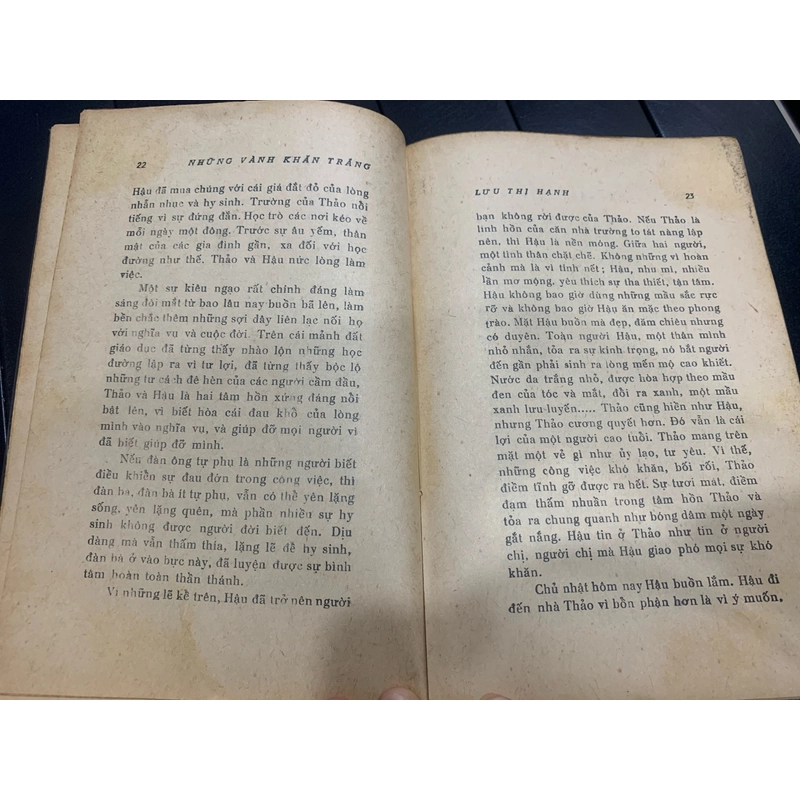 22 NHỮNG VÀNH KHĂN TRẮNG
Hậu đã mua chúng với cái giá đắt đỏ của lòng
nhẫn nhục và hy sinh. Trường của Thảo nổi
tiếng vì sự đứng đắn. Học trò các nơi kéo về
mỗi ngày một đông. Trước sự âu yếm, thân
mật của các gia đình gần, xa đối với học
đường như thế, Thảo và Hậu nức lòng làm
việc.
Một sự kiêu ngạo rất chính đáng làm
sáng đôi mắt từ bao lâu nay buồn bã lên, làm
bền chắc thêm những sợi dây liên lạc nối họ
với nghĩa vụ và cuộc đời. Trên cái mảnh đất
giáo dục đã từng thấy nhào lộn những học
đường lập ra vì tư lợi, đã từng thấy bộc lộ
những tư cách đê hèn của các người cầm đầu,
Thảo và Hậu là hai tâm hồn xứng đáng nổi
bật lên, vì biết hòa cái đau khổ của lòng
mình vào nghĩa vụ, và giúp đỡ mọi người vì
đã biết giúp đỡ mình.
Nếu đàn ông tự phụ là những người biết
điều khiển sự đau đớn trong công việc, thì
đàn bà, đàn bà ít tự phụ, vẫn có thể yên lặng
sống, yên lặng quên, mà phần nhiều sự hy
sinh không được người đời biết đến. Dịu
dàng mà vẫn thấm thía, lặng lẽ dễ hy sinh,
đàn bà ở vào bực này, đã luyện được sự bình
tâm hoàn toàn thần thánh.
Vì những lẽ kể trên, Hậu đã trở nên người
LƯU THỊ HẠNH 23
bạn không rời được của Thảo. Nếu Thảo là
linh hồn của căn nhà trường to tát nàng lập
nên, thì Hậu là nền móng. Giữa hai người,
một tình thân chặt chẽ. Không những vì hoàn
cảnh mà là vì tính nết; Hậu, nhu mì, nhiều
lần mơ mộng, yêu thích sự tha thiết, tận tâm.
Hậu không bao giờ dùng những mầu sắc rực
rỡ và không bao giờ Hậu ăn mặc theo phong
trào. Mặt Hậu buồn mà đẹp, đăm chiêu nhưng
có duyên. Toàn người Hậu, một thân mình
nhỏ nhắn, tỏa ra sự kính trọng, nó bắt người
đến gần phải sinh ra lòng mến mộ cao khiết.
Nước da trắng nhỏ, được hòa hợp theo mầu
đen của tóc và mắt, đôi ra xanh, một mầu
xanh lưu-luyến..... Thảo cũng hiền như Hậu,
nhưng Thảo cương quyết hơn. Đó vẫn là cái
lợi của một người cao tuổi. Thảo mang trên
mặt một vẻ gì như ủy lạo, tư yêu. Vì thế,
những công việc khó khăn, bối rối, Thảo
điềm tĩnh gỡ được ra hết. Sự tươi mát, điềm
đạm thấm nhuần trong tâm hồn Thảo và
tỏa ra chung quanh như bóng dâm một ngày
gắt nắng. Hậu tin ở Thảo như tin ở người
chị, người chị mà Hậu giao phó mọi sự khó
khăn.
Chủ nhật hôm nay Hậu buồn lắm. Hậu đi
đến nhà Thảo vì bổn phận hơn là vì ý muốn.